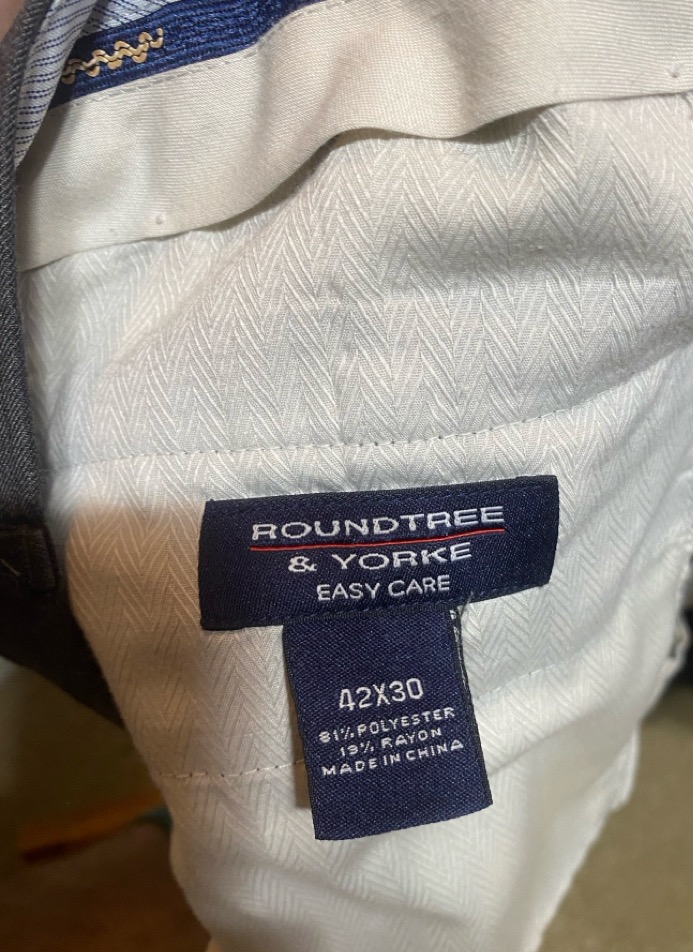 ROUNDTREE
& YORKE
EASY CARE
42X30
81% POLYESTER
19% RAYON
MADE IN CHINA